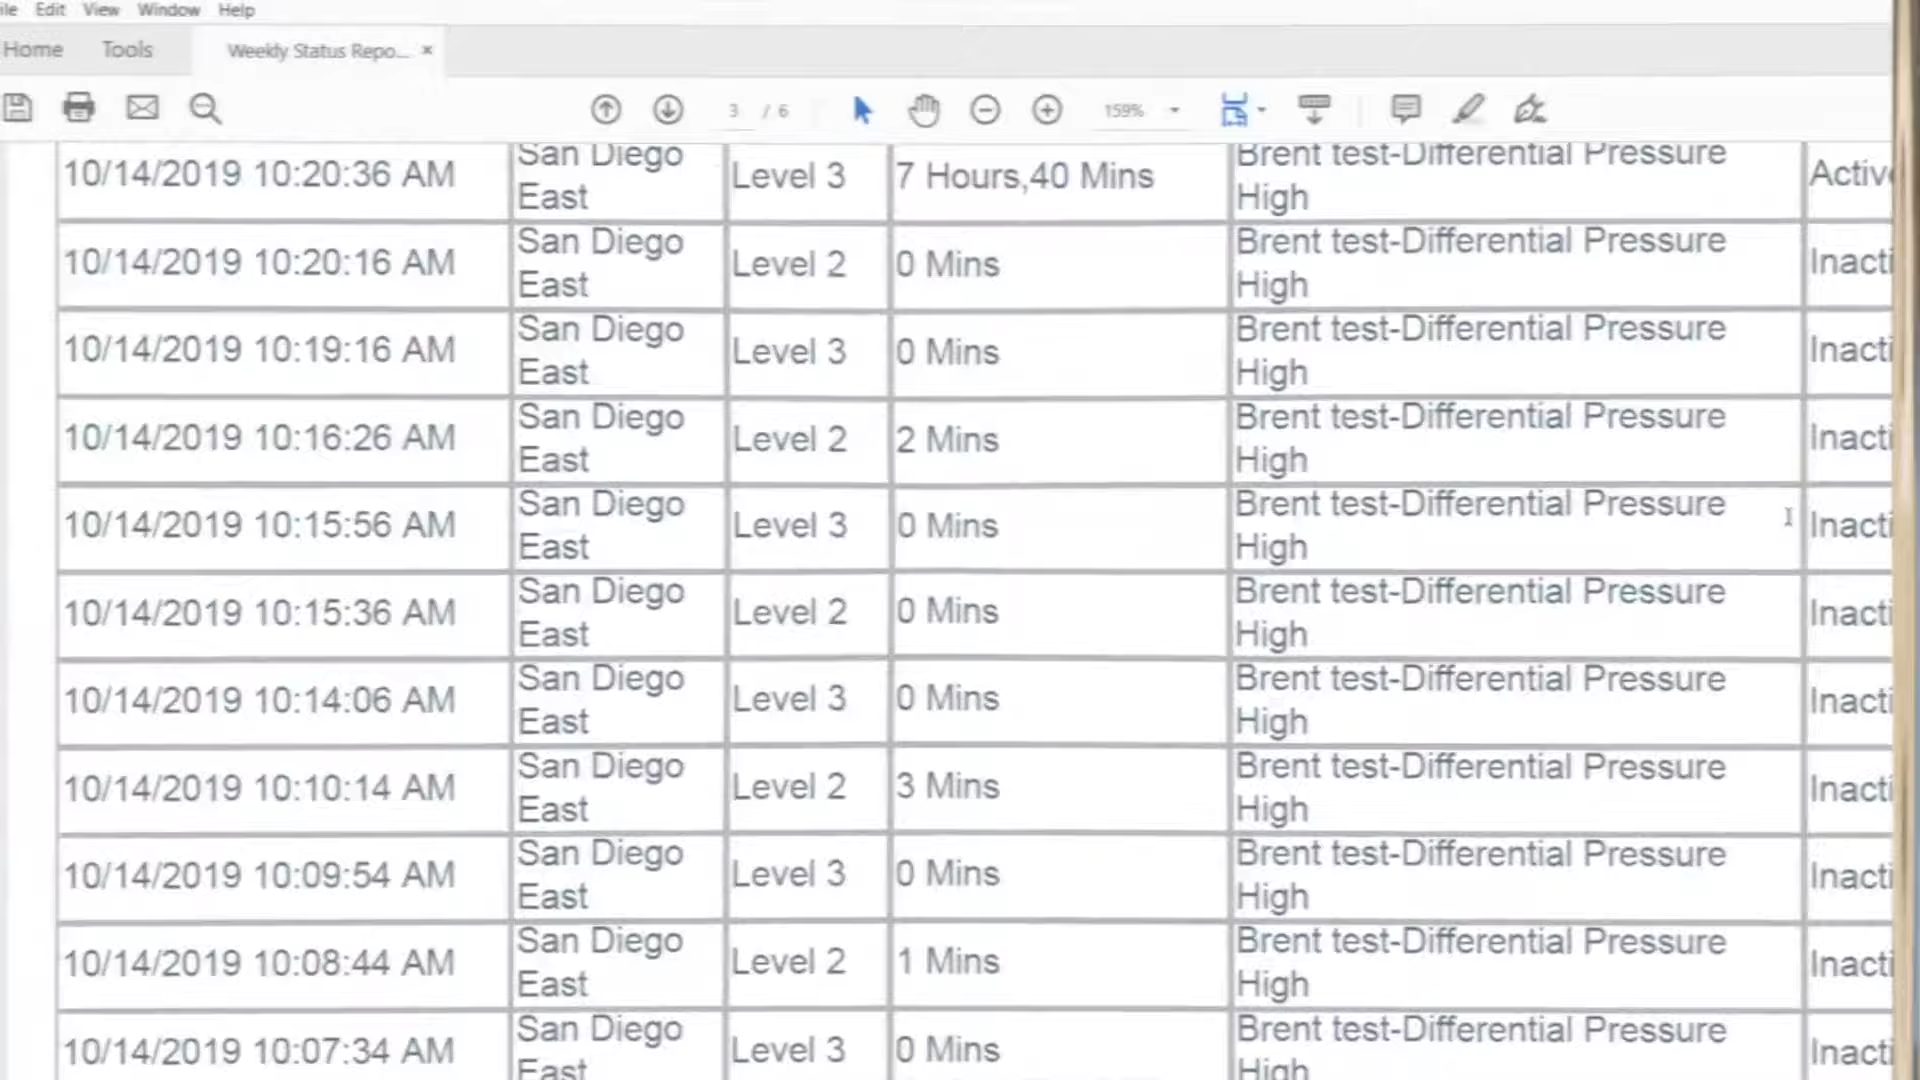 ile Edit View Window Help
Home Tools Weekly Status Repo... ×
3 / 6 159%
10/14/2019 10:20:36 AM San Diego East Level 3 7 Hours,40 Mins Brent test-Differential Pressure High Activ
10/14/2019 10:20:16 AM San Diego East Level 2 0 Mins Brent test-Differential Pressure High Inacti
10/14/2019 10:19:16 AM San Diego East Level 3 0 Mins Brent test-Differential Pressure High Inacti
10/14/2019 10:16:26 AM San Diego East Level 2 2 Mins Brent test-Differential Pressure High Inacti
10/14/2019 10:15:56 AM San Diego East Level 3 0 Mins Brent test-Differential Pressure High Inacti
10/14/2019 10:15:36 AM San Diego East Level 2 0 Mins Brent test-Differential Pressure High Inacti
10/14/2019 10:14:06 AM San Diego East Level 3 0 Mins Brent test-Differential Pressure High Inacti
10/14/2019 10:10:14 AM San Diego East Level 2 3 Mins Brent test-Differential Pressure High Inacti
10/14/2019 10:09:54 AM San Diego East Level 3 0 Mins Brent test-Differential Pressure High Inacti
10/14/2019 10:08:44 AM San Diego East Level 2 1 Mins Brent test-Differential Pressure High Inacti
10/14/2019 10:07:34 AM San Diego East Level 3 0 Mins Brent test-Differential Pressure High Inacti